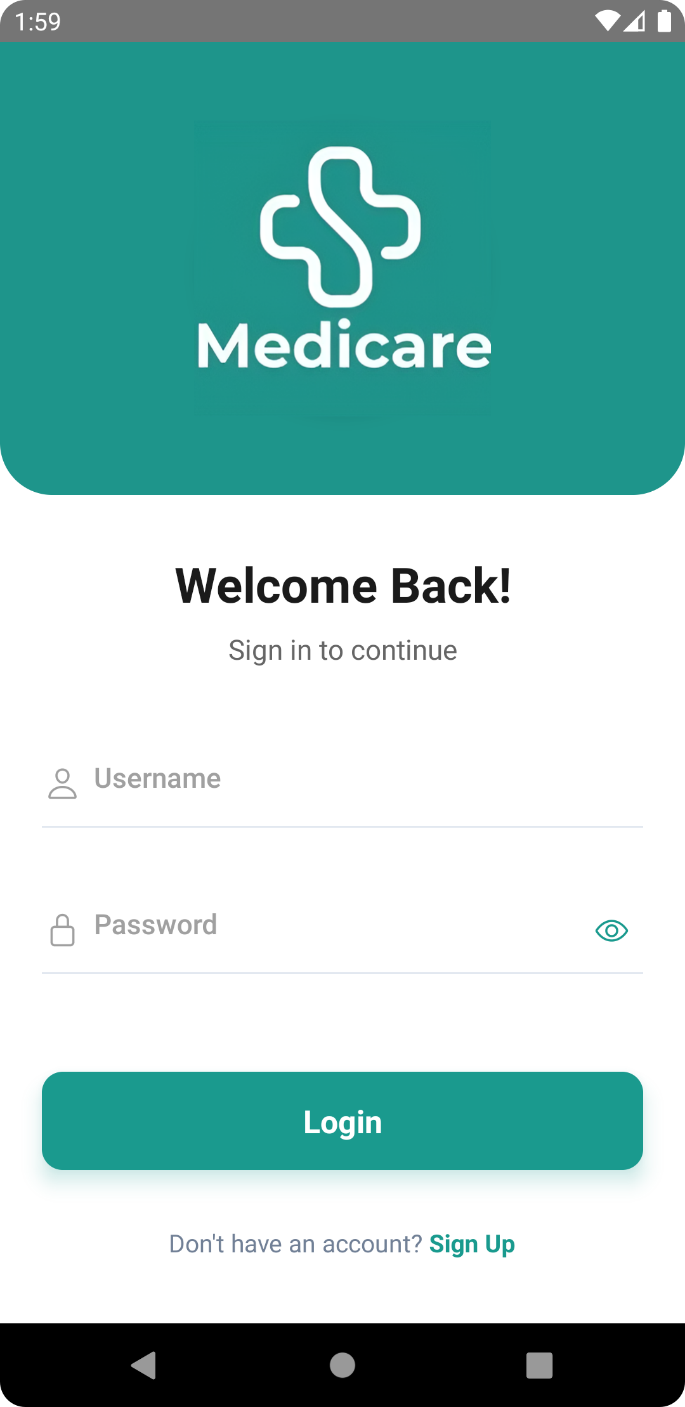 1:59
Medicare
Welcome Back!
Sign in to continue
Username
Password
Login
Don't have an account? Sign Up